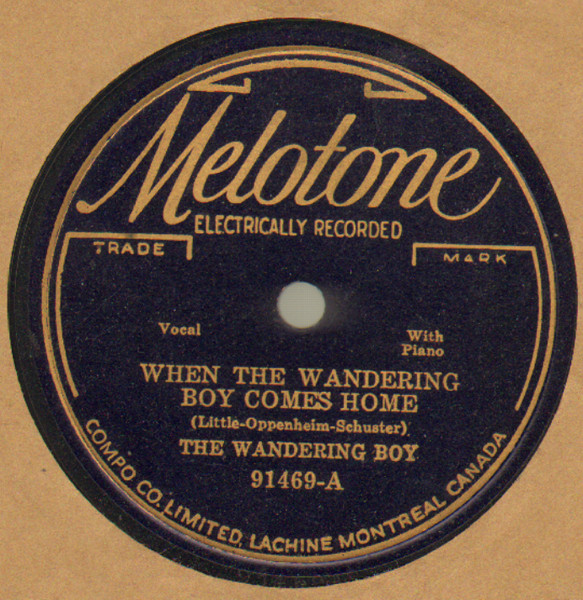 Melotone
ELECTRICALLY RECORDED
TRADE MARK
Vocal With Piano
WHEN THE WANDERING
BOY COMES HOME
(Little-Oppenheim-Schuster)
THE WANDERING BOY
91469-A
COMPO CO. LIMITED, LACHINE MONTREAL CANADA